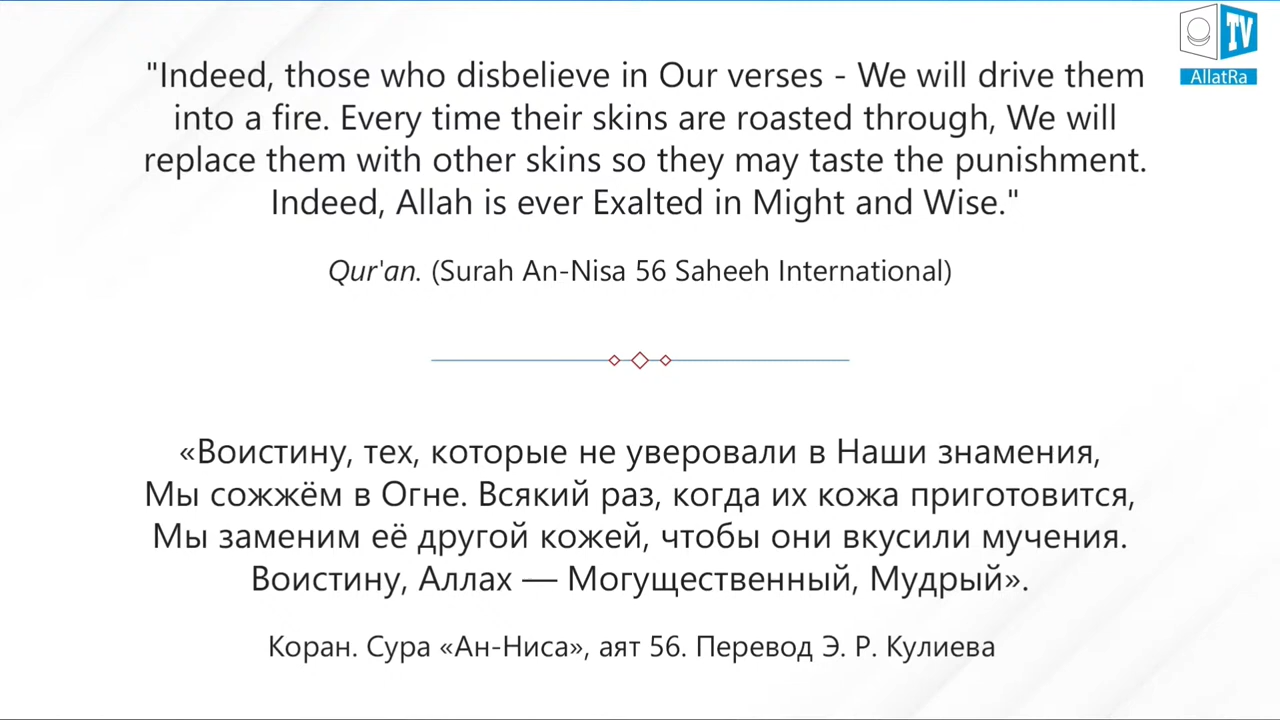 TV
AllatRa
"Indeed, those who disbelieve in Our verses - We will drive them
into a fire. Every time their skins are roasted through, We will
replace them with other skins so they may taste the punishment.
Indeed, Allah is ever Exalted in Might and Wise."
Qur'an. (Surah An-Nisa 56 Saheeh International)
«Воистину, тех, которые не уверовали в Наши знамения,
Мы сожжём в Огне. Всякий раз, когда их кожа приготовится,
Мы заменим её другой кожей, чтобы они вкусили мучения.
Воистину, Аллах — Могущественный, Мудрый».
Коран. Сура «Ан-Ниса», аят 56. Перевод Э. Р. Кулиева